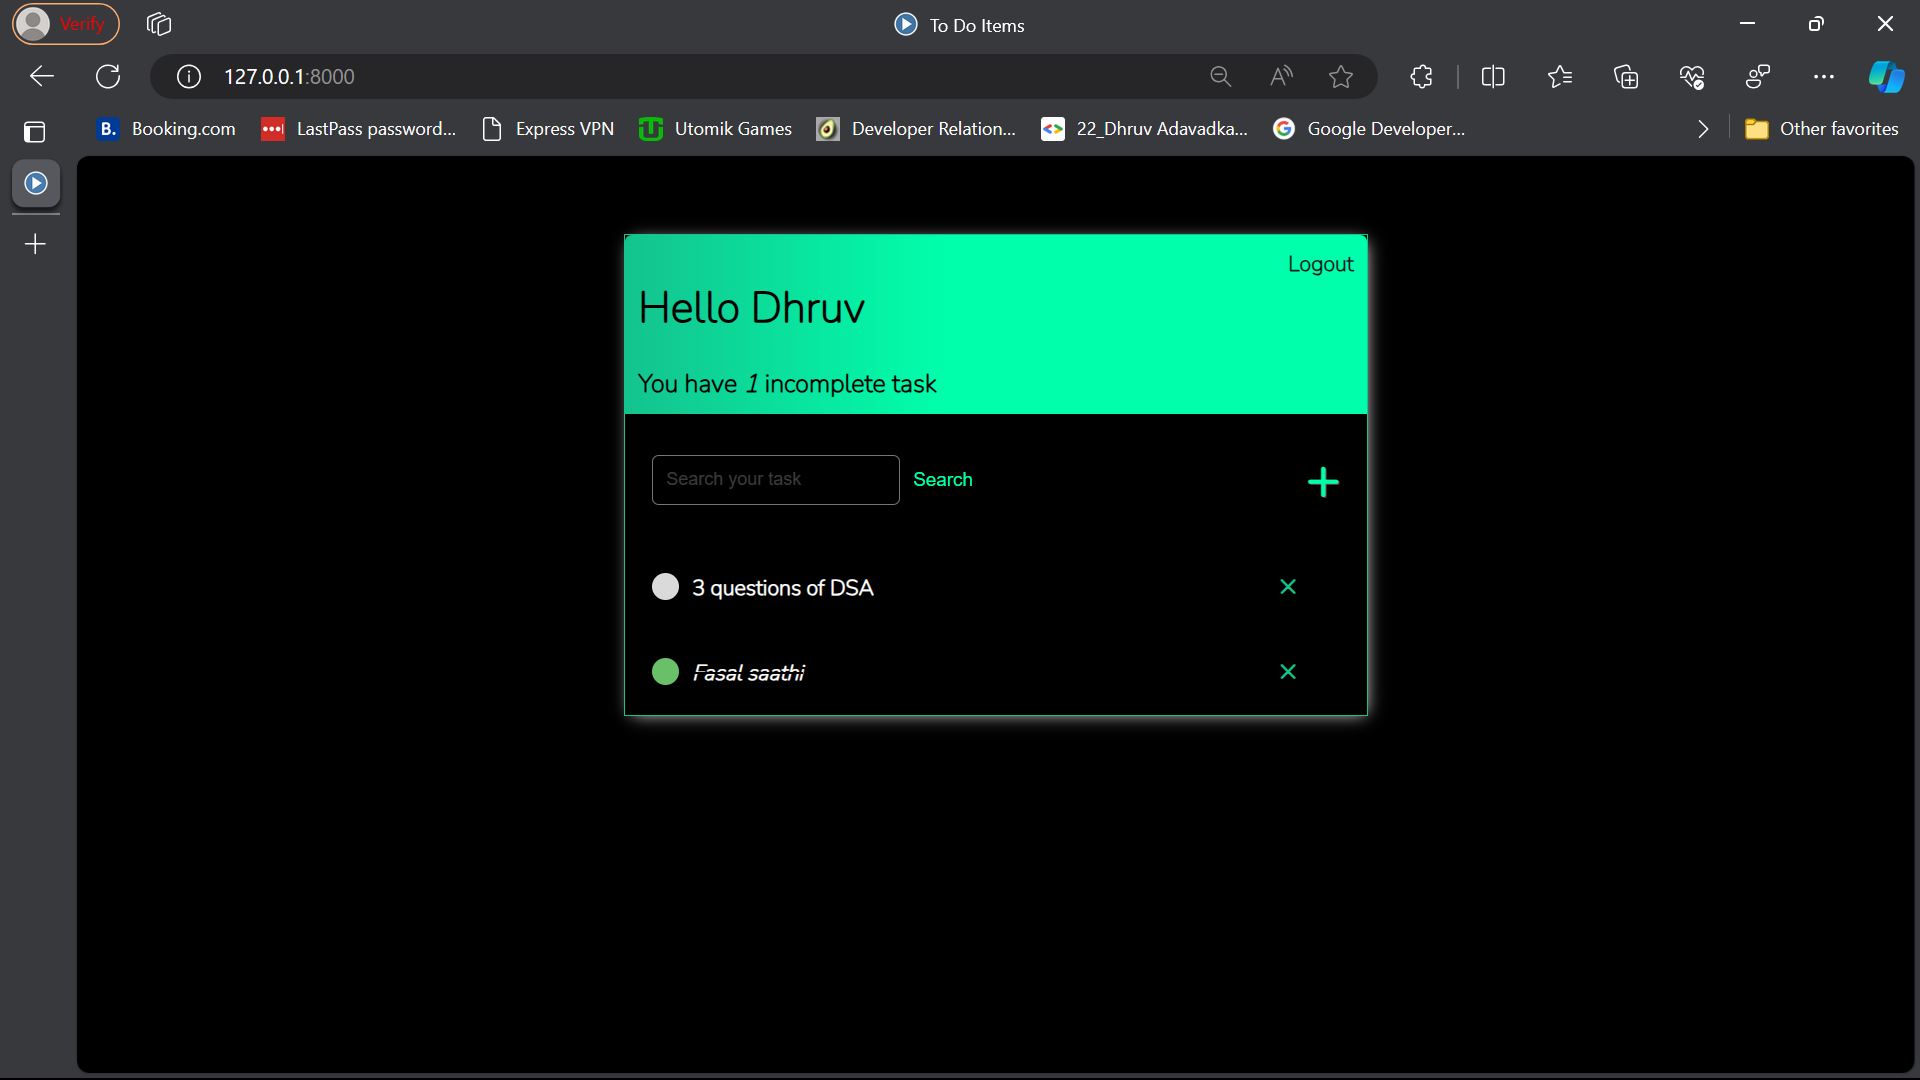 Verify
To Do Items
127.0.0.1:8000
B. Booking.com
LastPass password...
Express VPN
Utomik Games
Developer Relation...
22_Dhruv Adavadka...
Google Developer...
Other favorites
Logout
Hello Dhruv
You have 1 incomplete task
Search your task
Search
3 questions of DSA
Fasal saathi